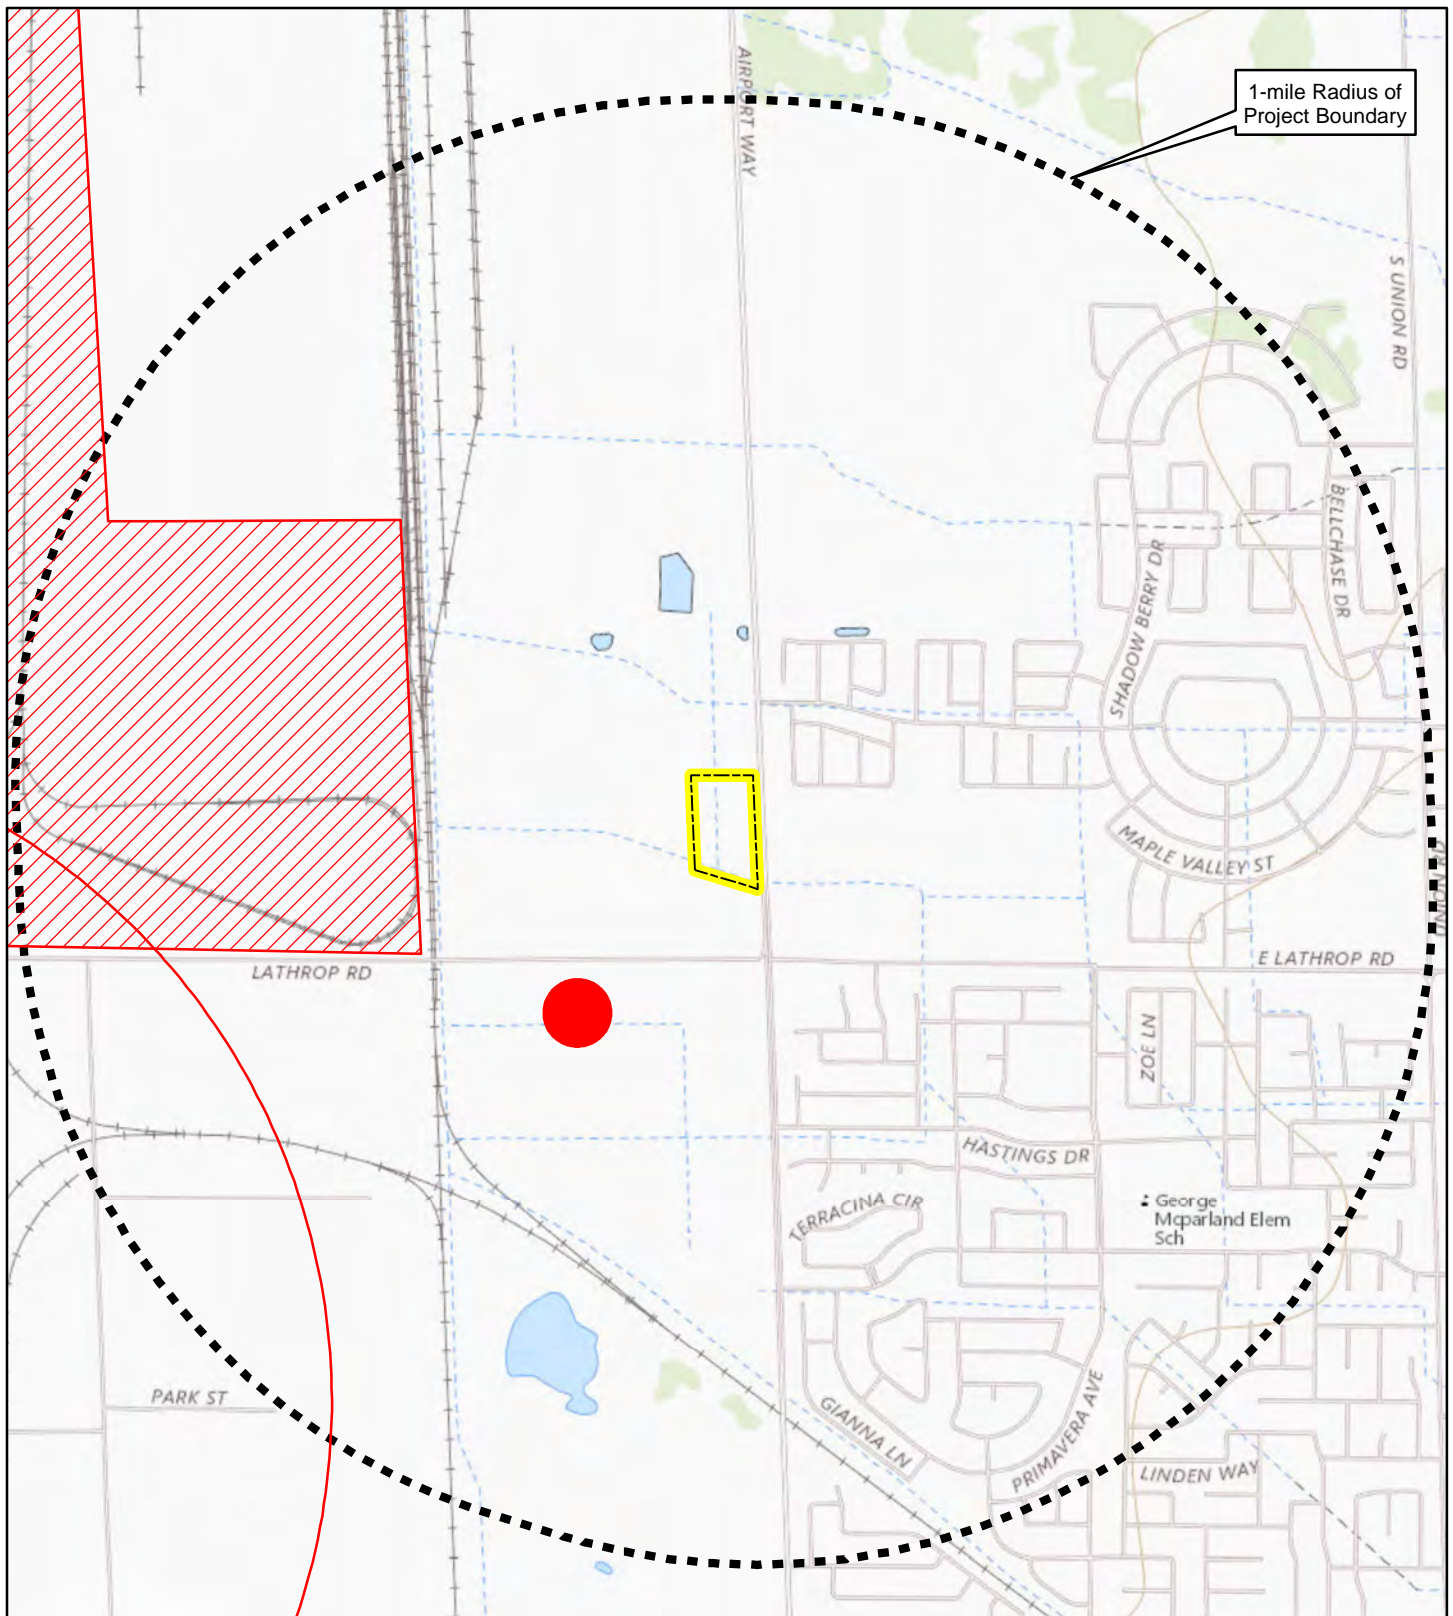 1-mile Radius of
Project Boundary
AIRPORT WAY
S UNION RD
BELLCHASE DR
SHADOW BERRY DR
MAPLE VALLEY ST
E LATHROP RD
LATHROP RD
ZOE LN
HASTINGS DR
TERRACINA CIR
George
Mcparland Elem
Sch
PARK ST
GIANNA LN
PRIMAVERA AVE
LINDEN WAY